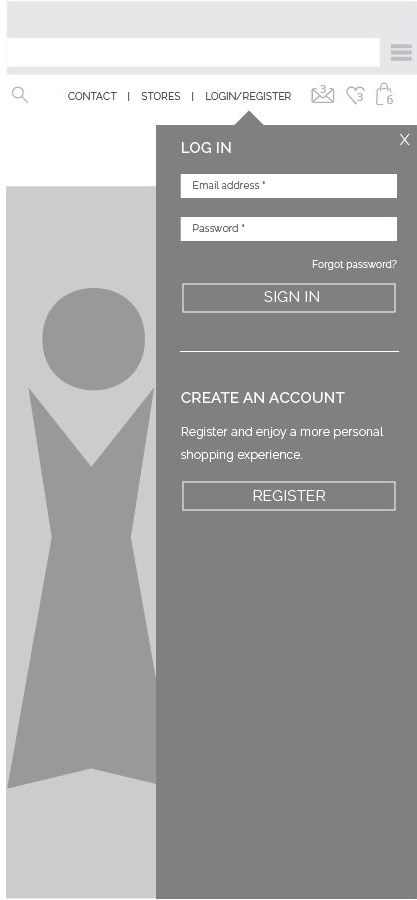 CONTACT | STORES | LOGIN/REGISTER 3 3 6
X
LOG IN
Email address *
Password *
Forgot password?
SIGN IN
CREATE AN ACCOUNT
Register and enjoy a more personal
shopping experience.
REGISTER